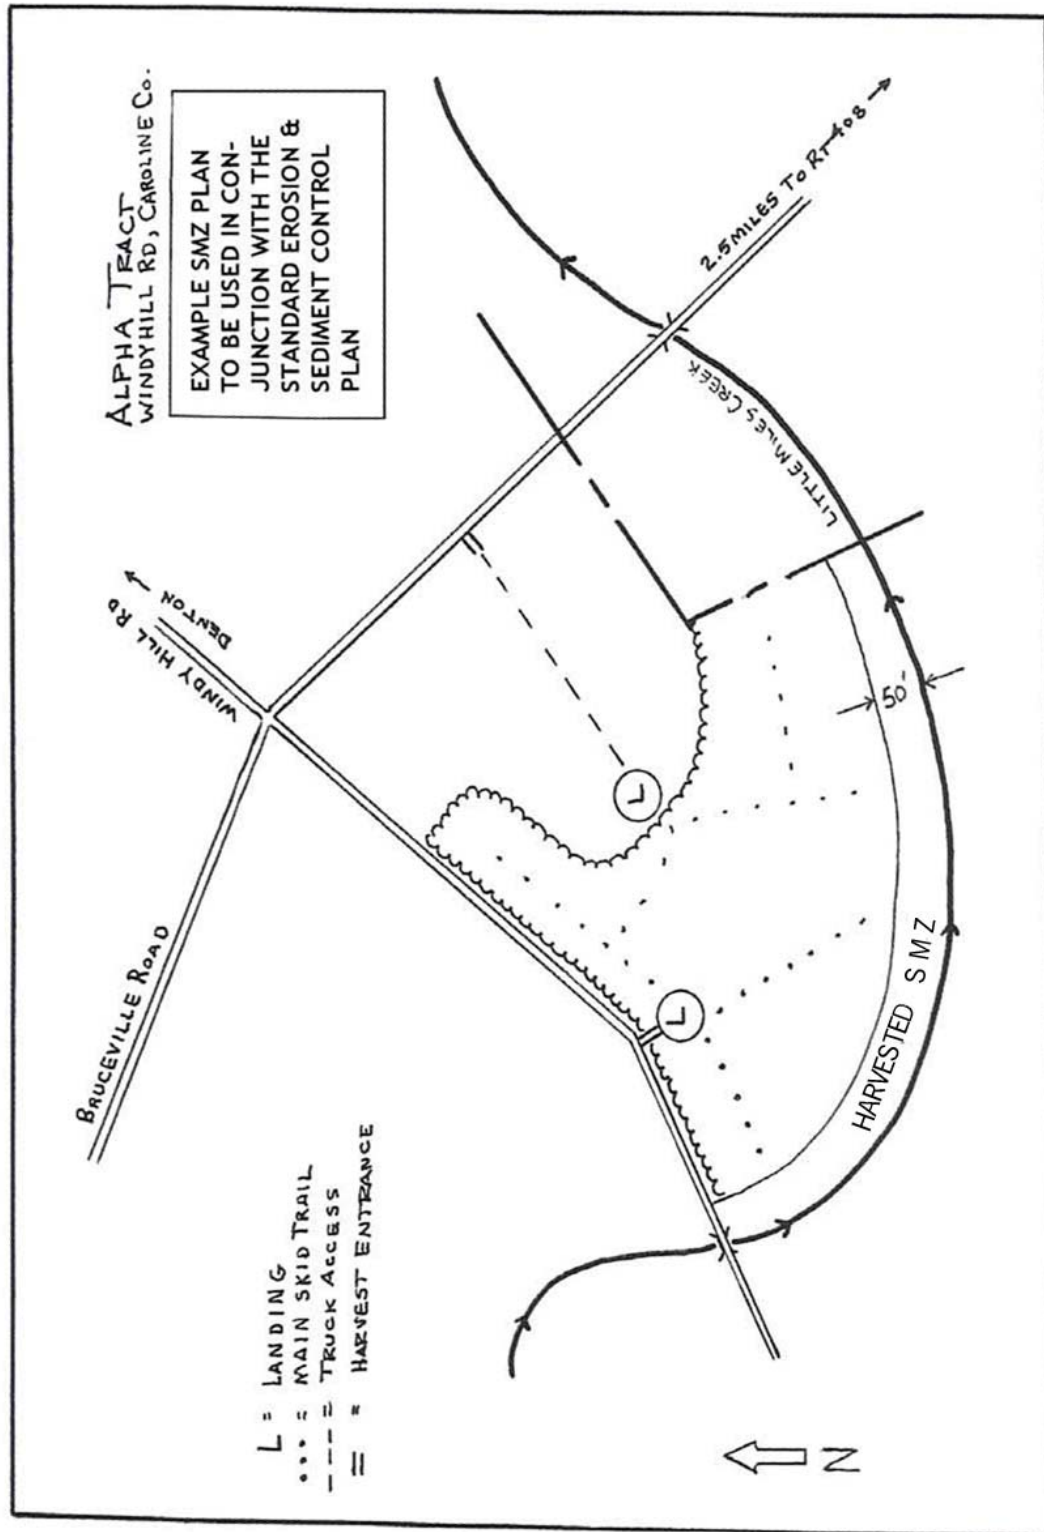 ALPHA TRACT
WINDYHILL RD, CAROLINE CO.
EXAMPLE SMZ PLAN
TO BE USED IN CON-
JUNCTION WITH THE
STANDARD EROSION &
SEDIMENT CONTROL
PLAN
BRUCEVILLE ROAD
WINDY HILL RD
DENTON
2.5 MILES TO RT 408
LITTLE MILES CREEK
L
L
50'
HARVESTED SMZ
L = LANDING
•••• = MAIN SKID TRAIL
--- = TRUCK ACCESS
= = HARVEST ENTRANCE
N